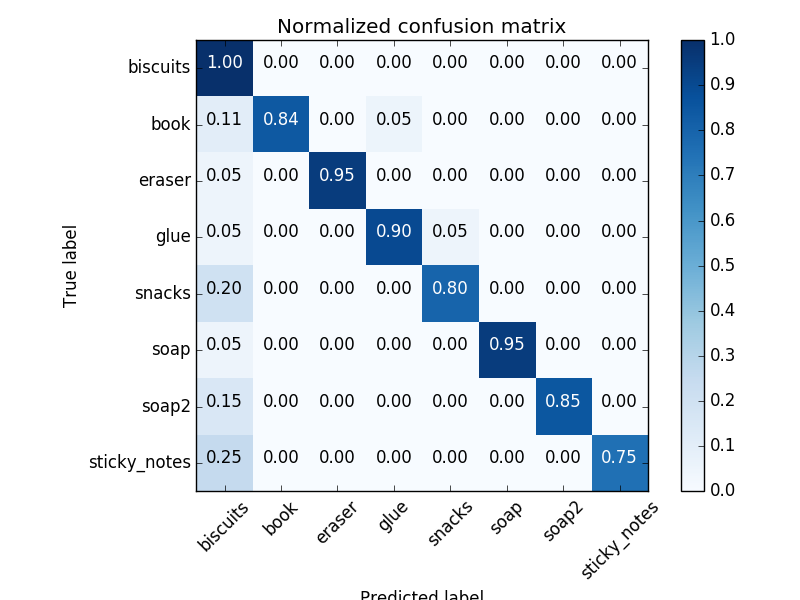 Normalized confusion matrix
True label
biscuits 1.00 0.00 0.00 0.00 0.00 0.00 0.00 0.00
book 0.11 0.84 0.00 0.05 0.00 0.00 0.00 0.00
eraser 0.05 0.00 0.95 0.00 0.00 0.00 0.00 0.00
glue 0.05 0.00 0.00 0.90 0.05 0.00 0.00 0.00
snacks 0.20 0.00 0.00 0.00 0.80 0.00 0.00 0.00
soap 0.05 0.00 0.00 0.00 0.00 0.95 0.00 0.00
soap2 0.15 0.00 0.00 0.00 0.00 0.00 0.85 0.00
sticky_notes 0.25 0.00 0.00 0.00 0.00 0.00 0.00 0.75
biscuits book eraser glue snacks soap soap2 sticky_notes
Predicted label
1.0
0.9
0.8
0.7
0.6
0.5
0.4
0.3
0.2
0.1
0.0